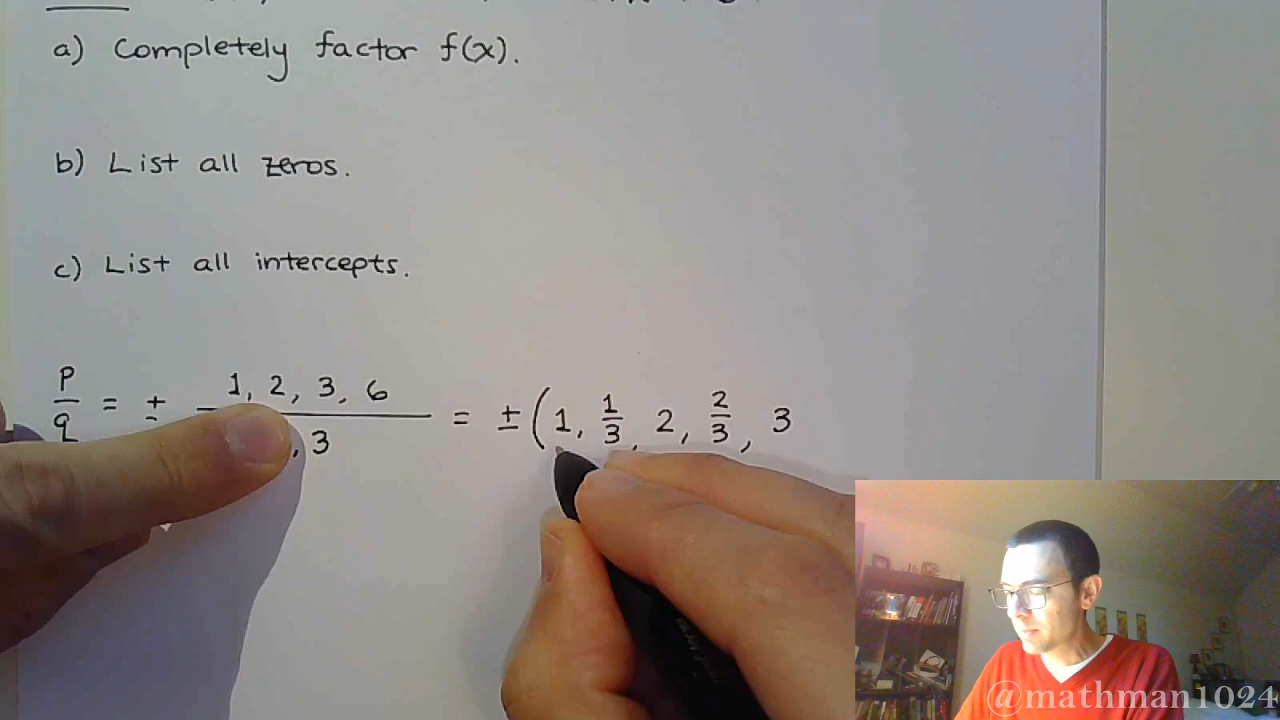 a) Completely factor f(x).
b) List all zeros.
c) List all intercepts.
p/q = ± 1, 2, 3, 6 / , 3 = ± (1, 1/3, 2, 2/3, 3
@mathman1024